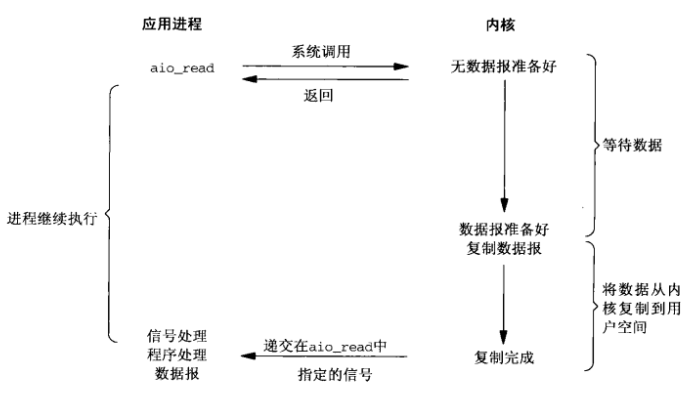 应用进程
内核
系统调用
aio_read
无数据报准备好
返回
等待数据
进程继续执行
数据报准备好
复制数据报
将数据从内
核复制到用
户空间
信号处理
程序处理
数据报
递交在aio_read中
指定的信号
复制完成